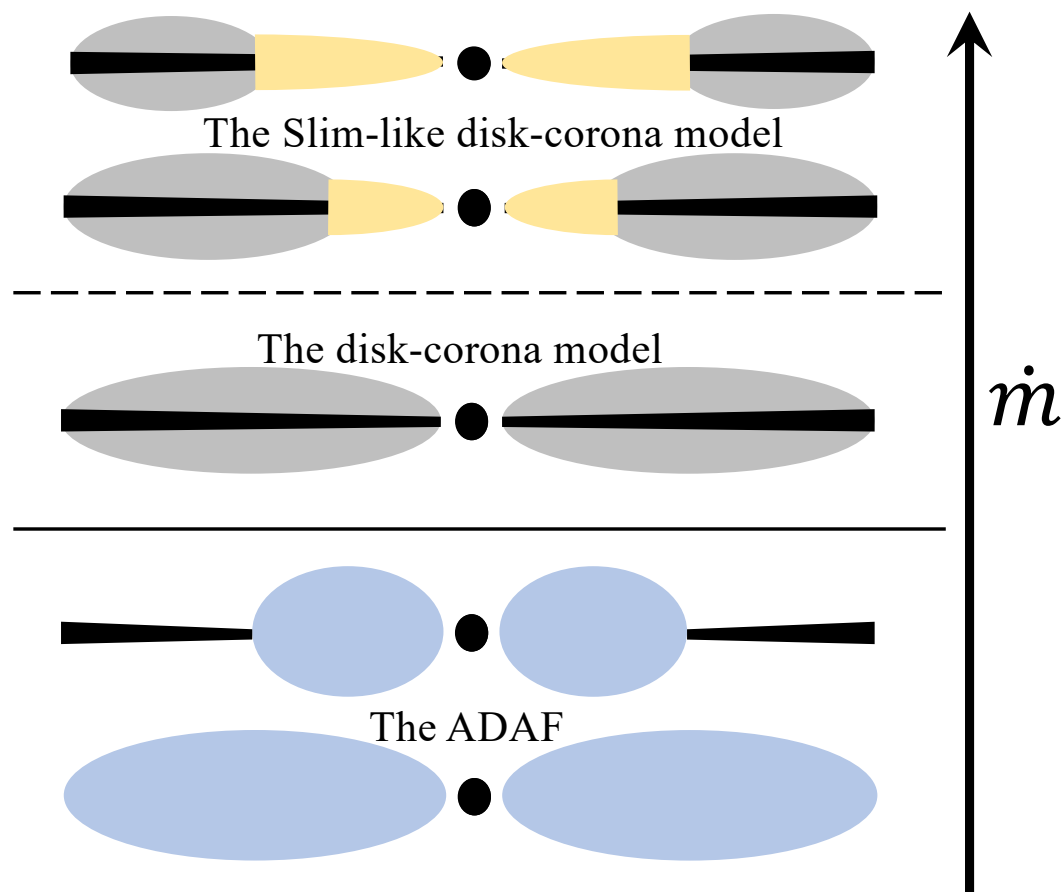 The Slim-like disk-corona model
The disk-corona model
ṁ
The ADAF